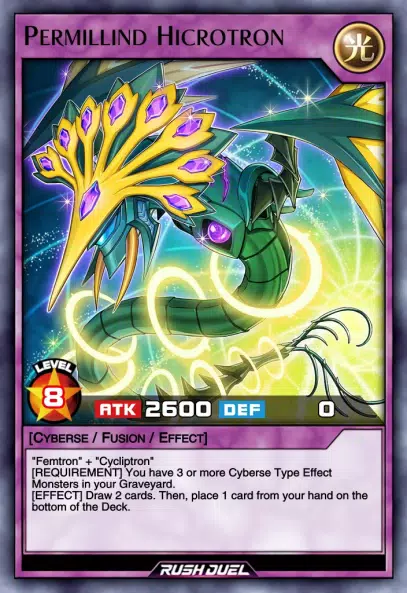 PERMILLIND HICROTRON
光
LEVEL
8
ATK 2600 DEF 0
[CYBERSE / FUSION / EFFECT]
"Femtron" + "Cycliptron"
[REQUIREMENT] You have 3 or more Cyberse Type Effect
Monsters in your Graveyard.
[EFFECT] Draw 2 cards. Then, place 1 card from your hand on the
bottom of the Deck.
RUSH DUEL